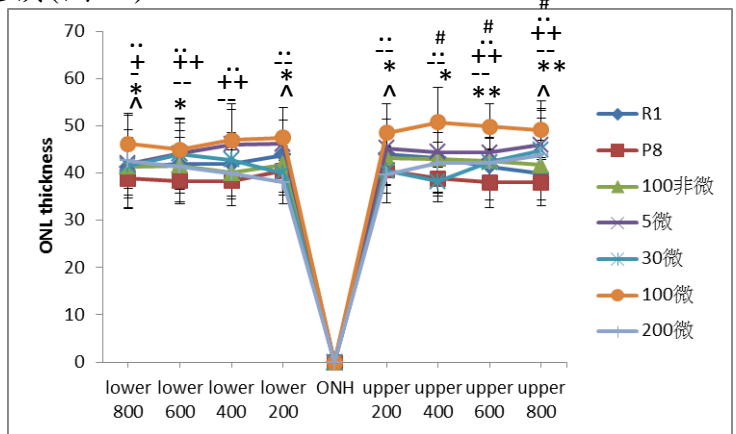 70
60
50
40
30
20
10
0
ONL thickness
..
+
-
*
^
..
++
--
*
..
++
--
..
--
*
^
..
--
*
^
#
..
--
*
#
..
++
--
**
#
..
++
--
**
^
lower 800
lower 600
lower 400
lower 200
ONH
upper 200
upper 400
upper 600
upper 800
R1
P8
100非微
5微
30微
100微
200微